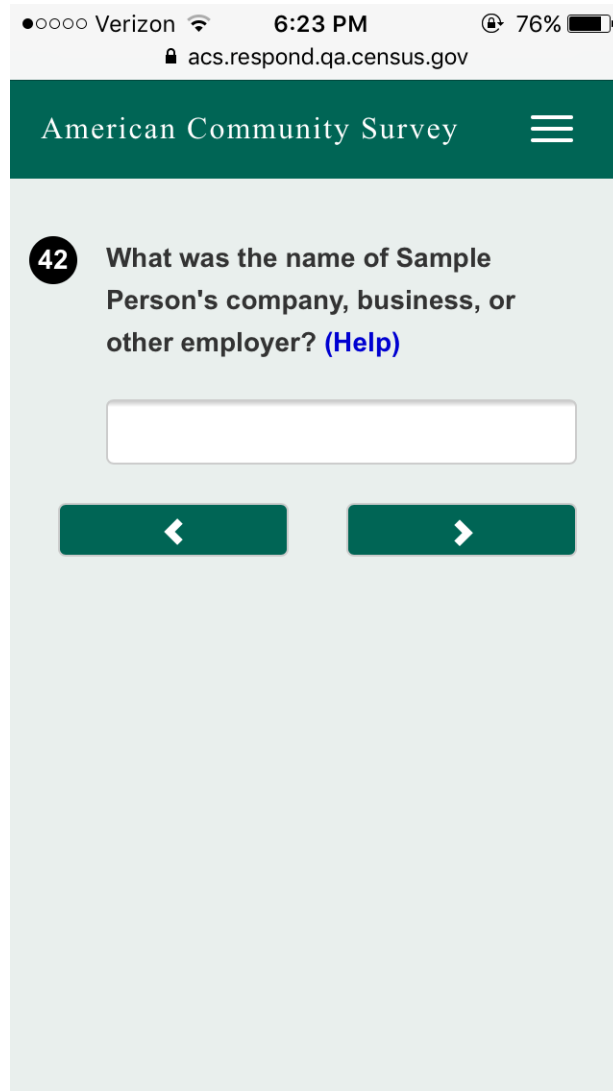 Verizon 6:23 PM 76%
acs.respond.qa.census.gov
American Community Survey
42 What was the name of Sample
Person's company, business, or
other employer? (Help)